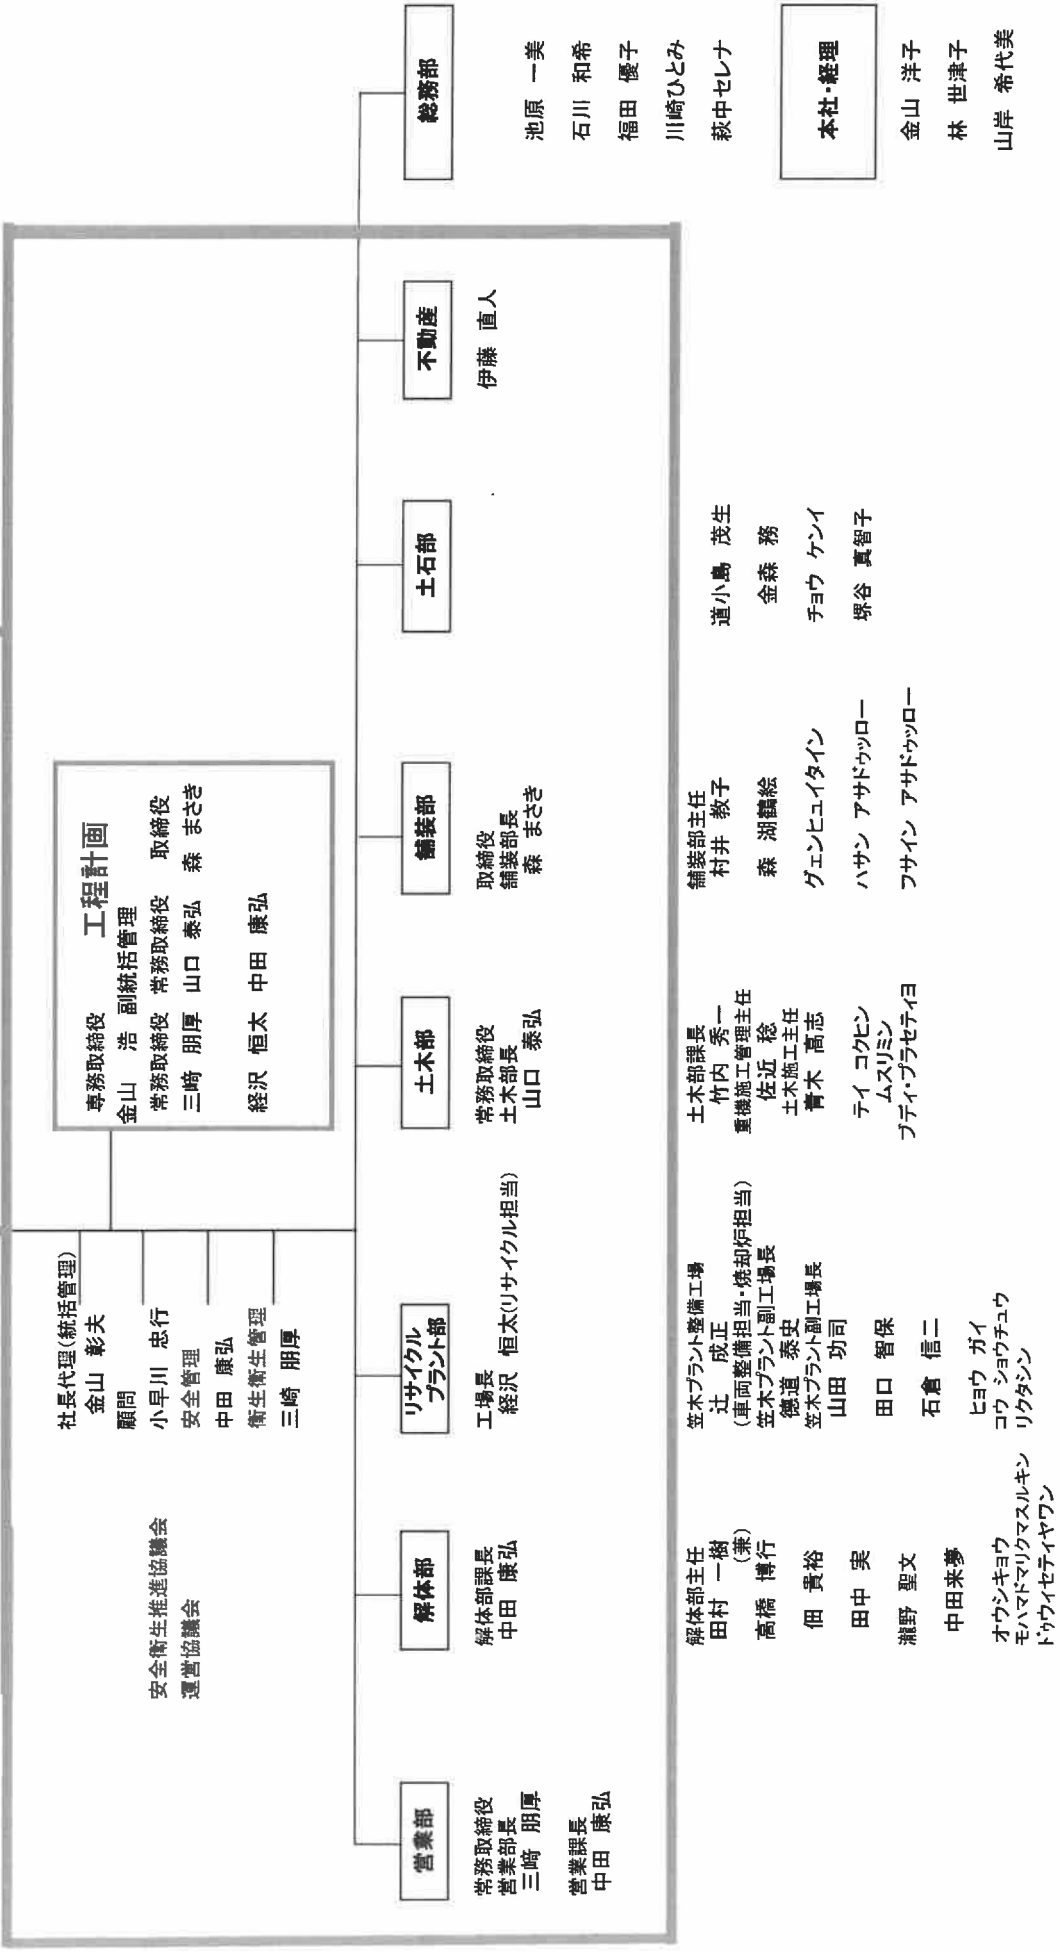 社長代理(統括管理)
金山 彰夫
顧問
小早川 忠行
安全管理
中田 康弘
衛生衛生管理
三崎 朋厚
安全衛生推進協議会
運営協議会
工程計画
専務取締役
金山 浩 副統括管理
常務取締役 常務取締役 取締役
三﨑 朋厚 山口 泰弘 森 まさき
経沢 恒太 中田 康弘
営業部
常務取締役
営業部長
三﨑 朋厚
営業課長
中田 康弘
解体部
解体部課長
中田 康弘
解体部主任
田村 一樹
(兼)
高橋 博行
佃 貴裕
田中 実
瀧野 聖文
中田来夢
オウシキョウ
モハマドマリクマスルキン
ドゥウィセティヤワン
リサイクル
プラント部
工場長
経沢 恒太(リサイクル担当)
笠木プラント整備工場
辻 成正
(車両整備担当・焼却炉担当)
笠木プラント副工場長
德道 泰史
笠木プラント副工場長
山田 功司
田口 智保
石倉 信二
ヒョウ ガイ
コウ ショウチュウ
リクタシン
土木部
常務取締役
土木部長
山口 泰弘
土木部課長
竹内 秀一
重機施工管理主任
佐近 稔
土木施工主任
青木 高志
テイ コクヒン
ムスリミン
ブディ・プラセティヨ
舗装部
取締役
舗装部長
森 まさき
舗装部主任
村井 教子
森 湖鶴絵
グェンヒュイタイン
ハサン アサドゥッロー
フサイン アサドゥッロー
土石部
道小島 茂生
金森 務
チョウ ケンイ
堺谷 真智子
不動産
伊藤 直人
総務部
池原 一美
石川 和希
福田 優子
川崎ひとみ
萩中セレナ
本社・経理
金山 洋子
林 世津子
山岸 希代美